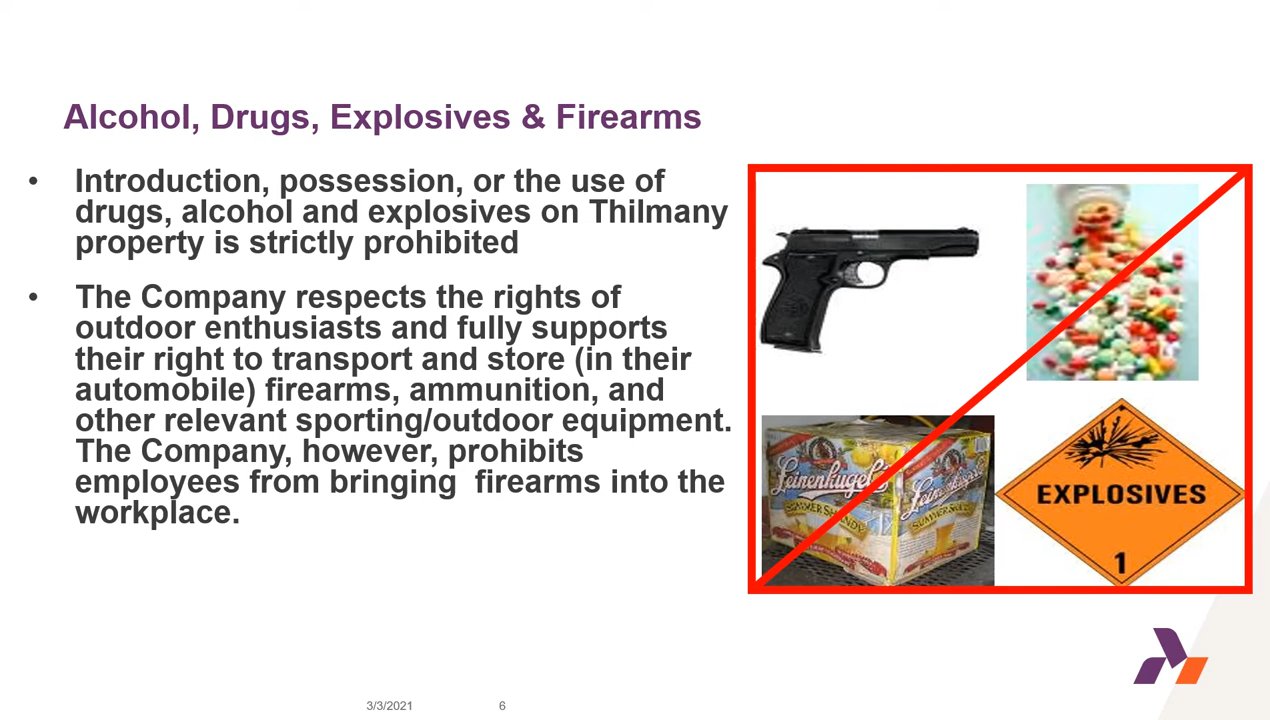 Alcohol, Drugs, Explosives & Firearms
• Introduction, possession, or the use of
drugs, alcohol and explosives on Thilmany
property is strictly prohibited
• The Company respects the rights of
outdoor enthusiasts and fully supports
their right to transport and store (in their
automobile) firearms, ammunition, and
other relevant sporting/outdoor equipment.
The Company, however, prohibits
employees from bringing  firearms into the
workplace.
Leinenkugel's
SUMMER SHANDY
EXPLOSIVES
1
3/3/2021
6